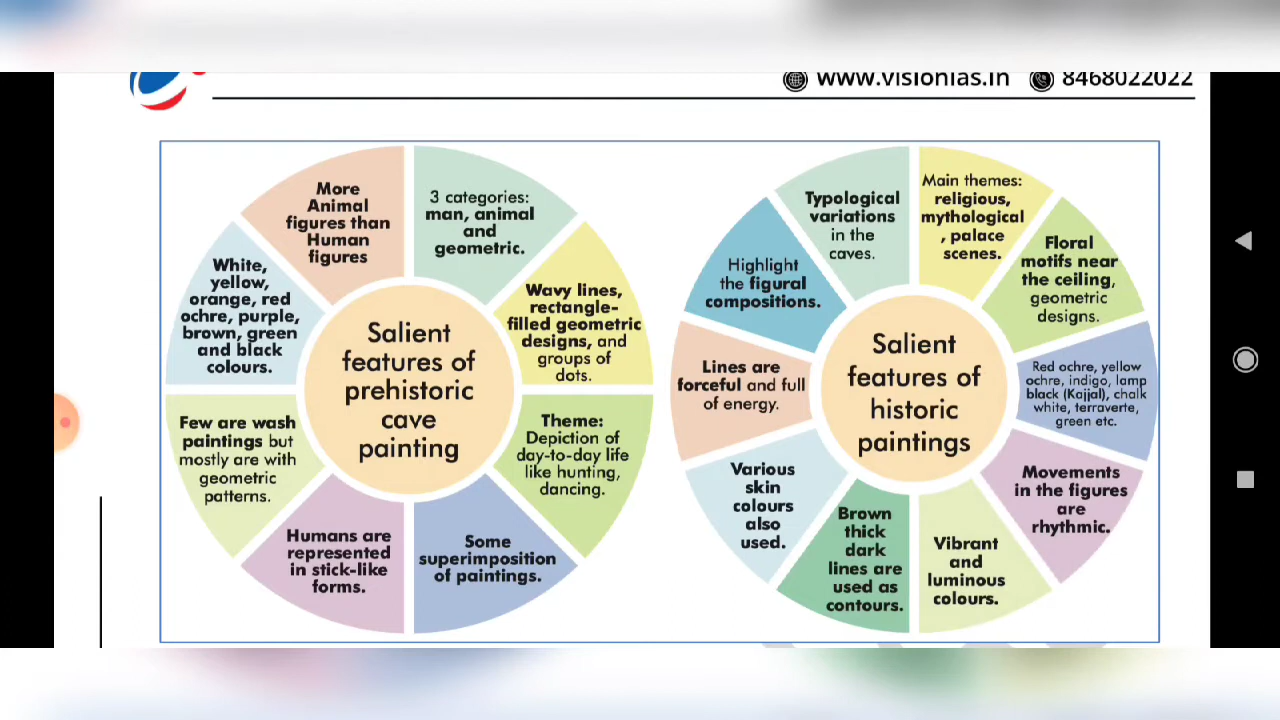 www.visionias.in 8468022022
More
Animal
figures than
Human
figures
3 categories:
man, animal
and
geometric.
Wavy lines,
rectangle-
filled geometric
designs, and
groups of
dots.
Theme:
Depiction of
day-to-day life
like hunting,
dancing.
Some
superimposition
of paintings.
Humans are
represented
in stick-like
forms.
Few are wash
paintings but
mostly are with
geometric
patterns.
White,
yellow,
orange, red
ochre, purple,
brown, green
and black
colours.
Salient
features of
prehistoric
cave
painting
Typological
variations
in the
caves.
Main themes:
religious,
mythological
, palace
scenes.
Floral
motifs near
the ceiling,
geometric
designs.
Red ochre, yellow
ochre, indigo, lamp
black (Kajjal), chalk
white, terraverte,
green etc.
Movements
in the figures
are
rhythmic.
Vibrant
and
luminous
colours.
Brown
thick
dark
lines are
used as
contours.
Various
skin
colours
also
used.
Lines are
forceful and full
of energy.
Highlight
the figural
compositions.
Salient
features of
historic
paintings